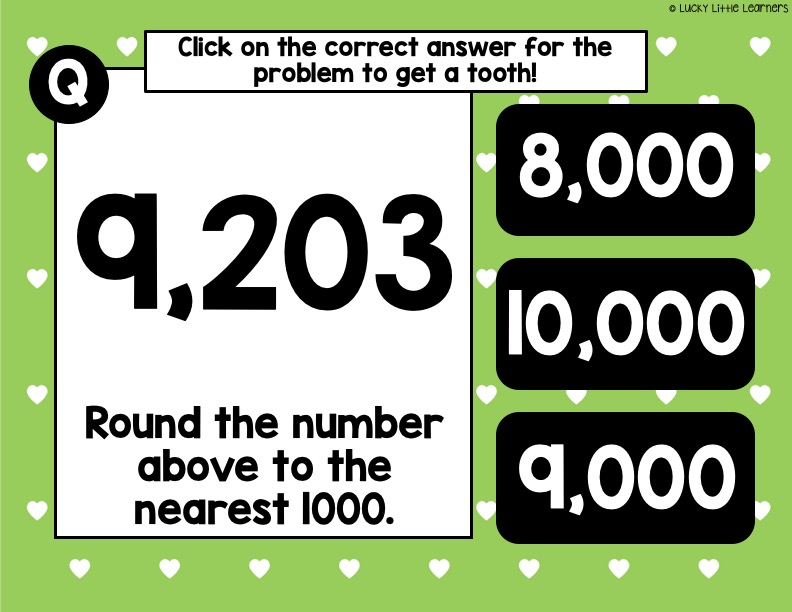 © Lucky Little Learners
Click on the correct answer for the
problem to get a tooth!
Q
9,203
Round the number
above to the
nearest 1000.
8,000
10,000
9,000